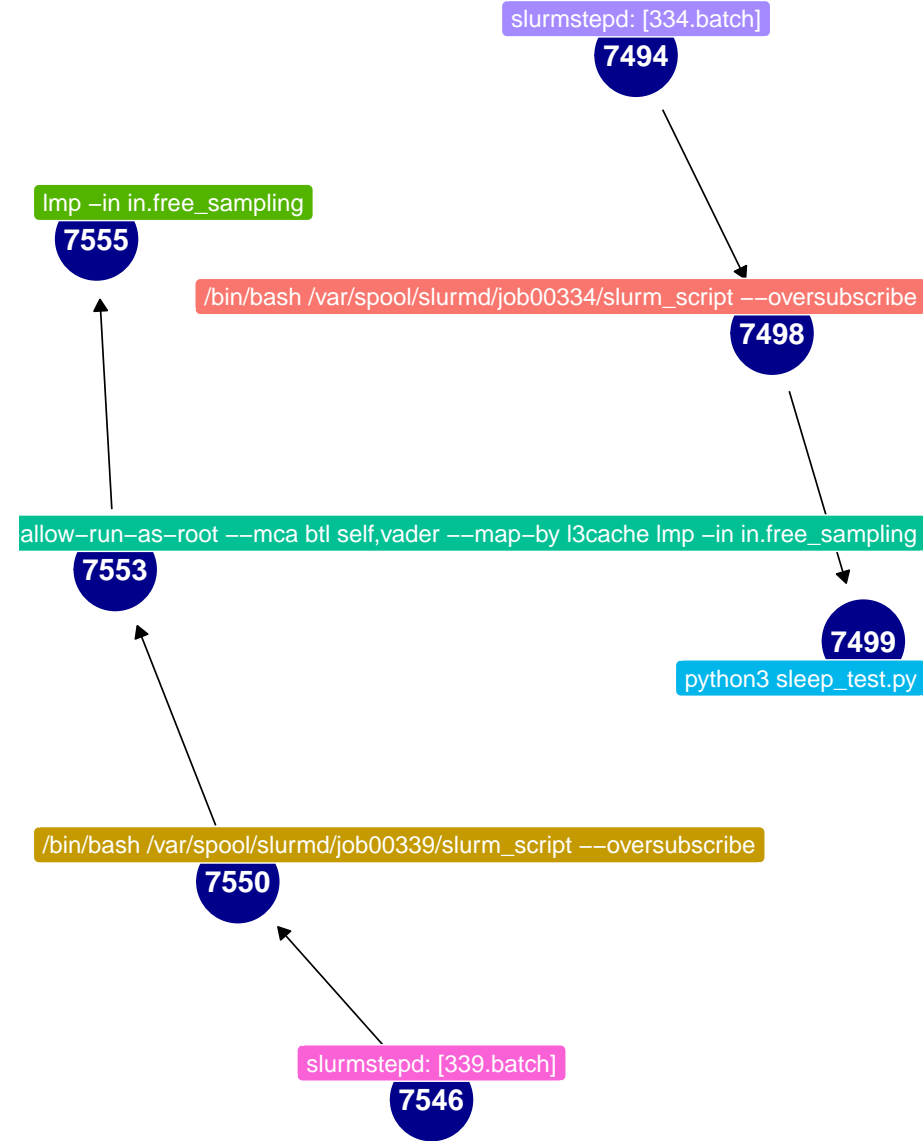 slurmstepd: [334.batch]
7494
lmp −in in.free_sampling
7555
/bin/bash /var/spool/slurmd/job00334/slurm_script −−oversubscribe
7498
allow−run−as−root −−mca btl self,vader −−map−by l3cache lmp −in in.free_sampling
7553
7499
python3 sleep_test.py
/bin/bash /var/spool/slurmd/job00339/slurm_script −−oversubscribe
7550
slurmstepd: [339.batch]
7546